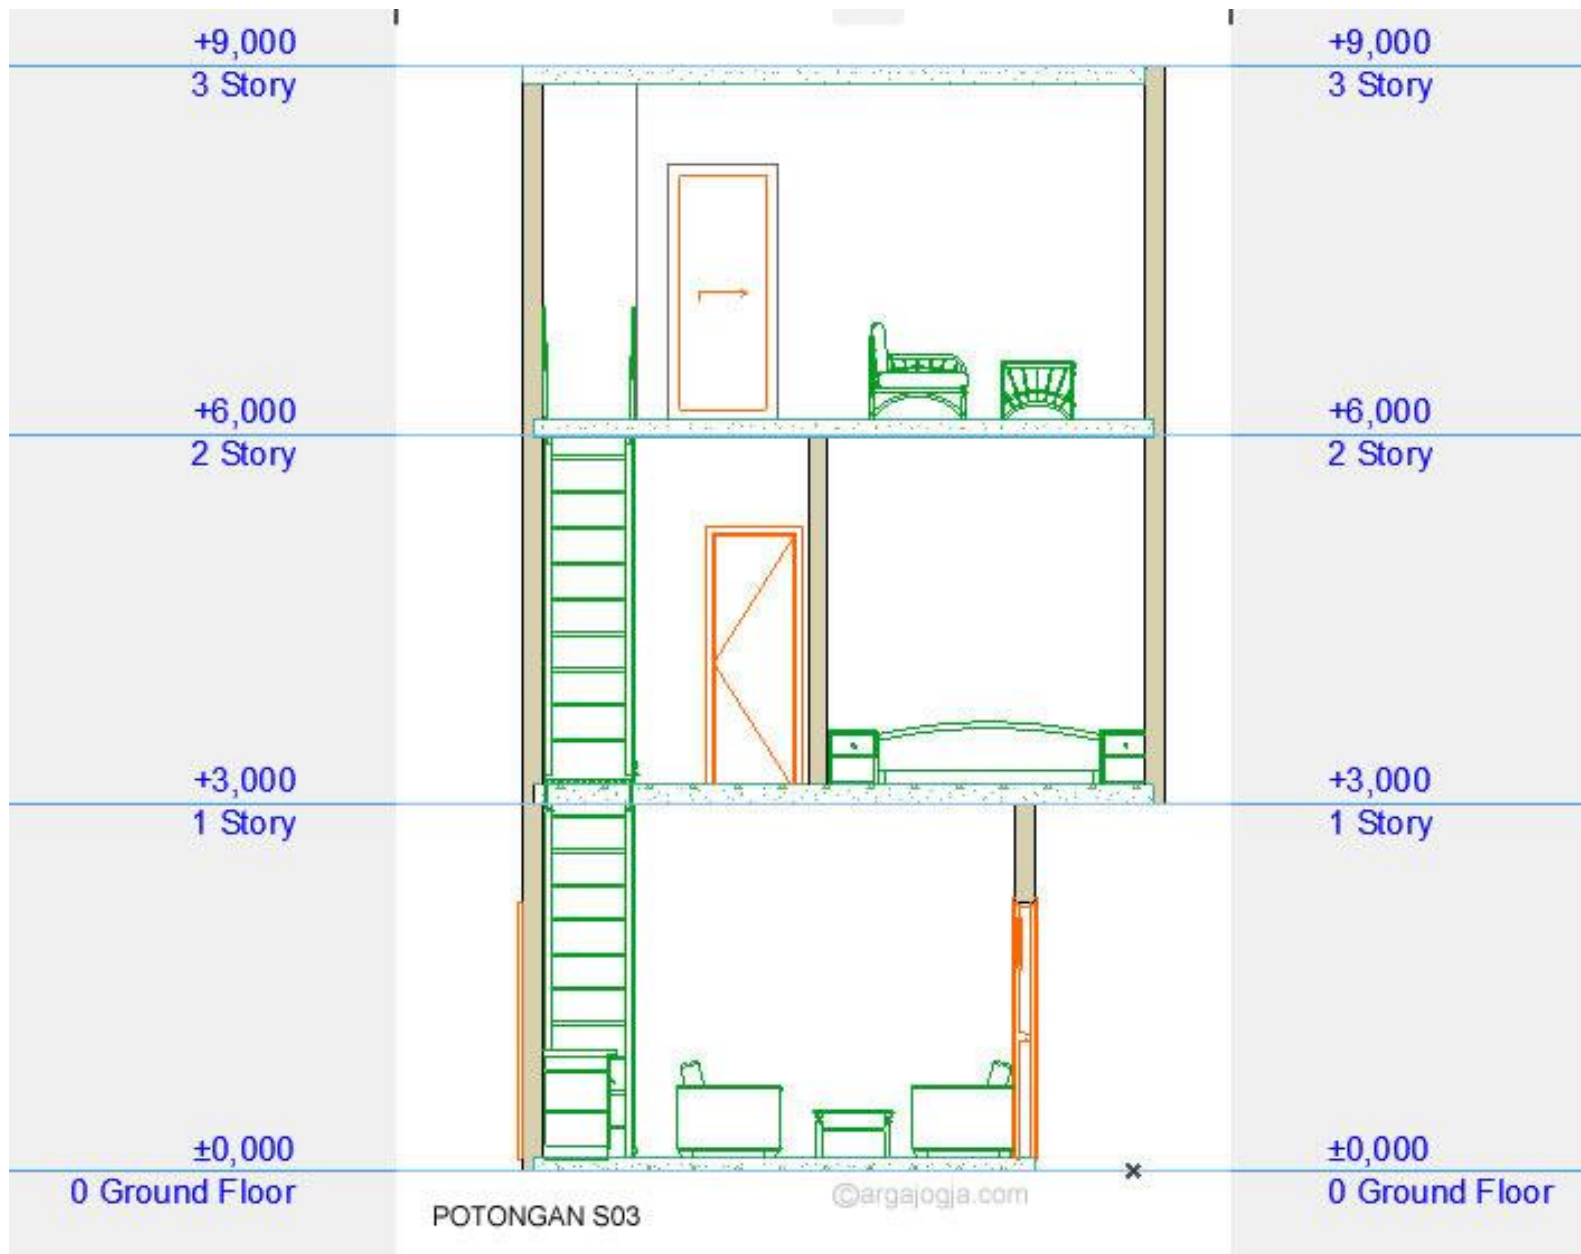 +9,000
3 Story
+9,000
3 Story
+6,000
2 Story
+6,000
2 Story
+3,000
1 Story
+3,000
1 Story
±0,000
0 Ground Floor
±0,000
0 Ground Floor
POTONGAN S03
©argajogja.com